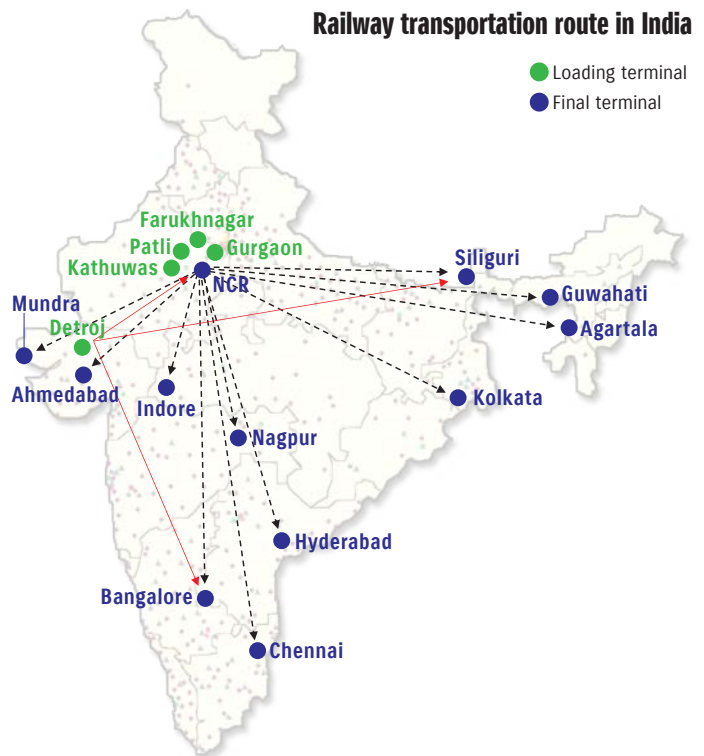 Railway transportation route in India
Loading terminal
Final terminal
Farukhnagar
Patli
Gurgaon
Kathuwas
NCR
Siliguri
Guwahati
Mundra
Detroj
Agartala
Ahmedabad
Indore
Kolkata
Nagpur
Hyderabad
Bangalore
Chennai